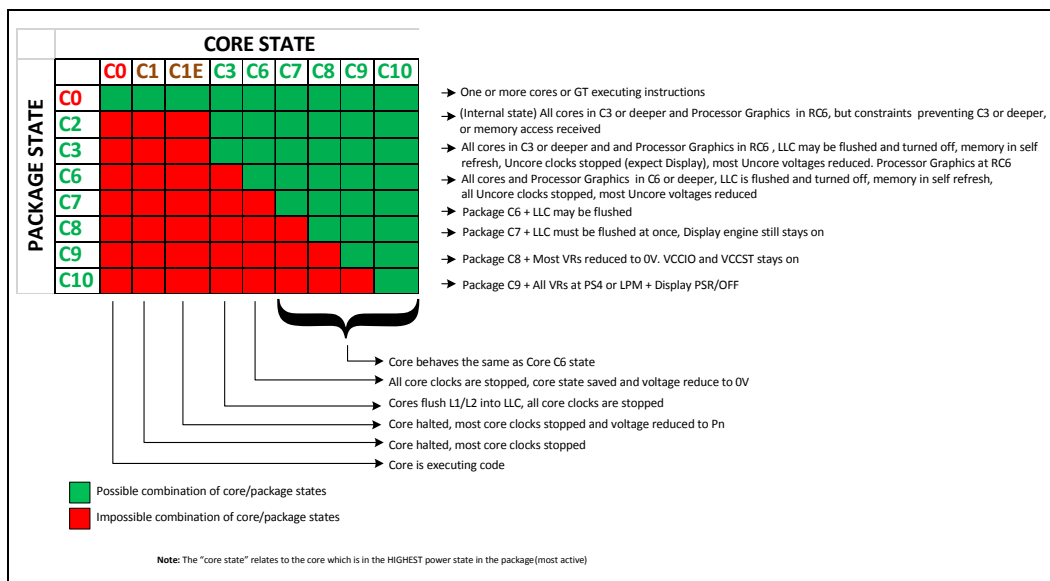 CORE STATE
PACKAGE STATE
C0 C1 C1E C3 C6 C7 C8 C9 C10
C0
C2
C3
C6
C7
C8
C9
C10
One or more cores or GT executing instructions
(Internal state) All cores in C3 or deeper and Processor Graphics in RC6, but constraints preventing C3 or deeper,
or memory access received
All cores in C3 or deeper and and Processor Graphics in RC6 , LLC may be flushed and turned off, memory in self
refresh, Uncore clocks stopped (expect Display), most Uncore voltages reduced. Processor Graphics at RC6
All cores and Processor Graphics in C6 or deeper, LLC is flushed and turned off, memory in self refresh,
all Uncore clocks stopped, most Uncore voltages reduced
Package C6 + LLC may be flushed
Package C7 + LLC must be flushed at once, Display engine still stays on
Package C8 + Most VRs reduced to 0V. VCCIO and VCCST stays on
Package C9 + All VRs at PS4 or LPM + Display PSR/OFF
Core behaves the same as Core C6 state
All core clocks are stopped, core state saved and voltage reduce to 0V
Cores flush L1/L2 into LLC, all core clocks are stopped
Core halted, most core clocks stopped and voltage reduced to Pn
Core halted, most core clocks stopped
Core is executing code
Possible combination of core/package states
Impossible combination of core/package states
Note: The “core state” relates to the core which is in the HIGHEST power state in the package (most active)